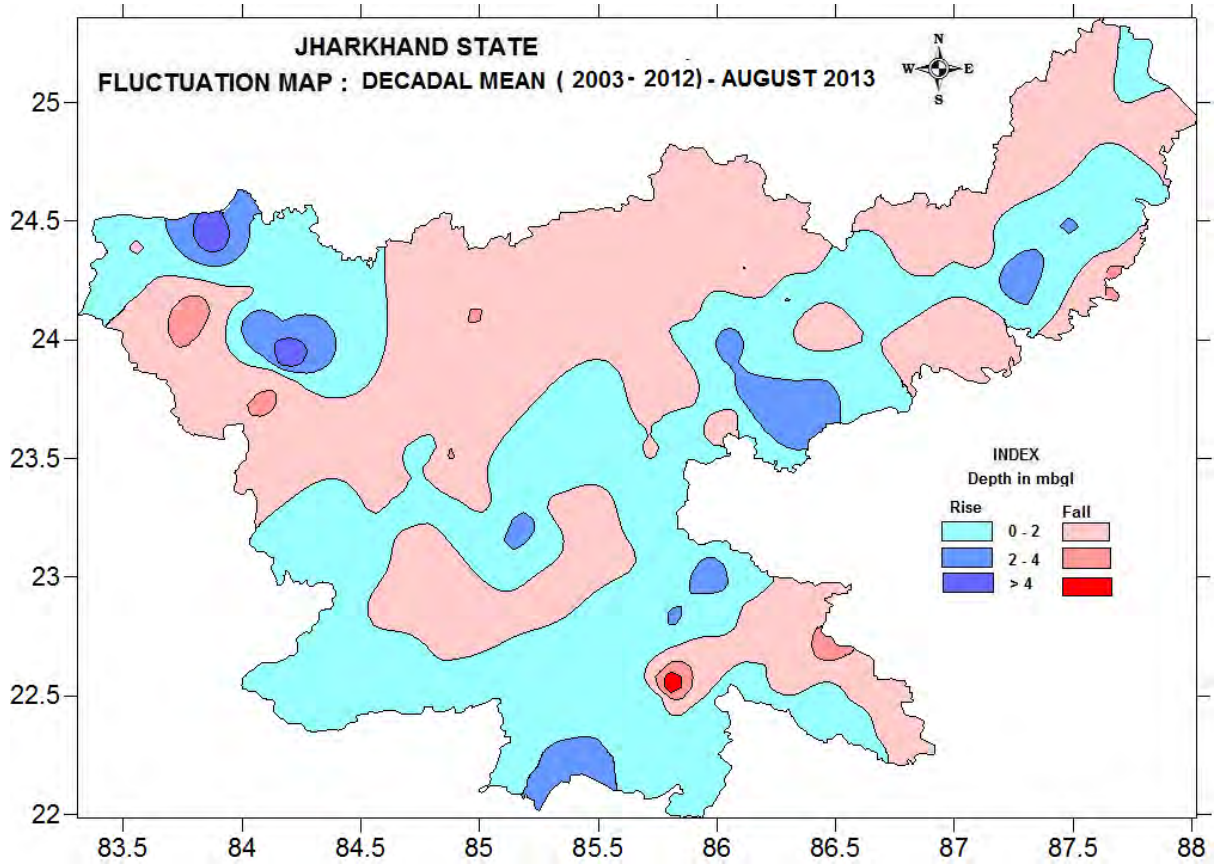 JHARKHAND STATE
FLUCTUATION MAP : DECADAL MEAN ( 2003 - 2012) - AUGUST 2013
N
W E
S
25
24.5
24
23.5
23
22.5
22
INDEX
Depth in mbgl
Rise Fall
0 - 2
2 - 4
> 4
83.5 84 84.5 85 85.5 86 86.5 87 87.5 88